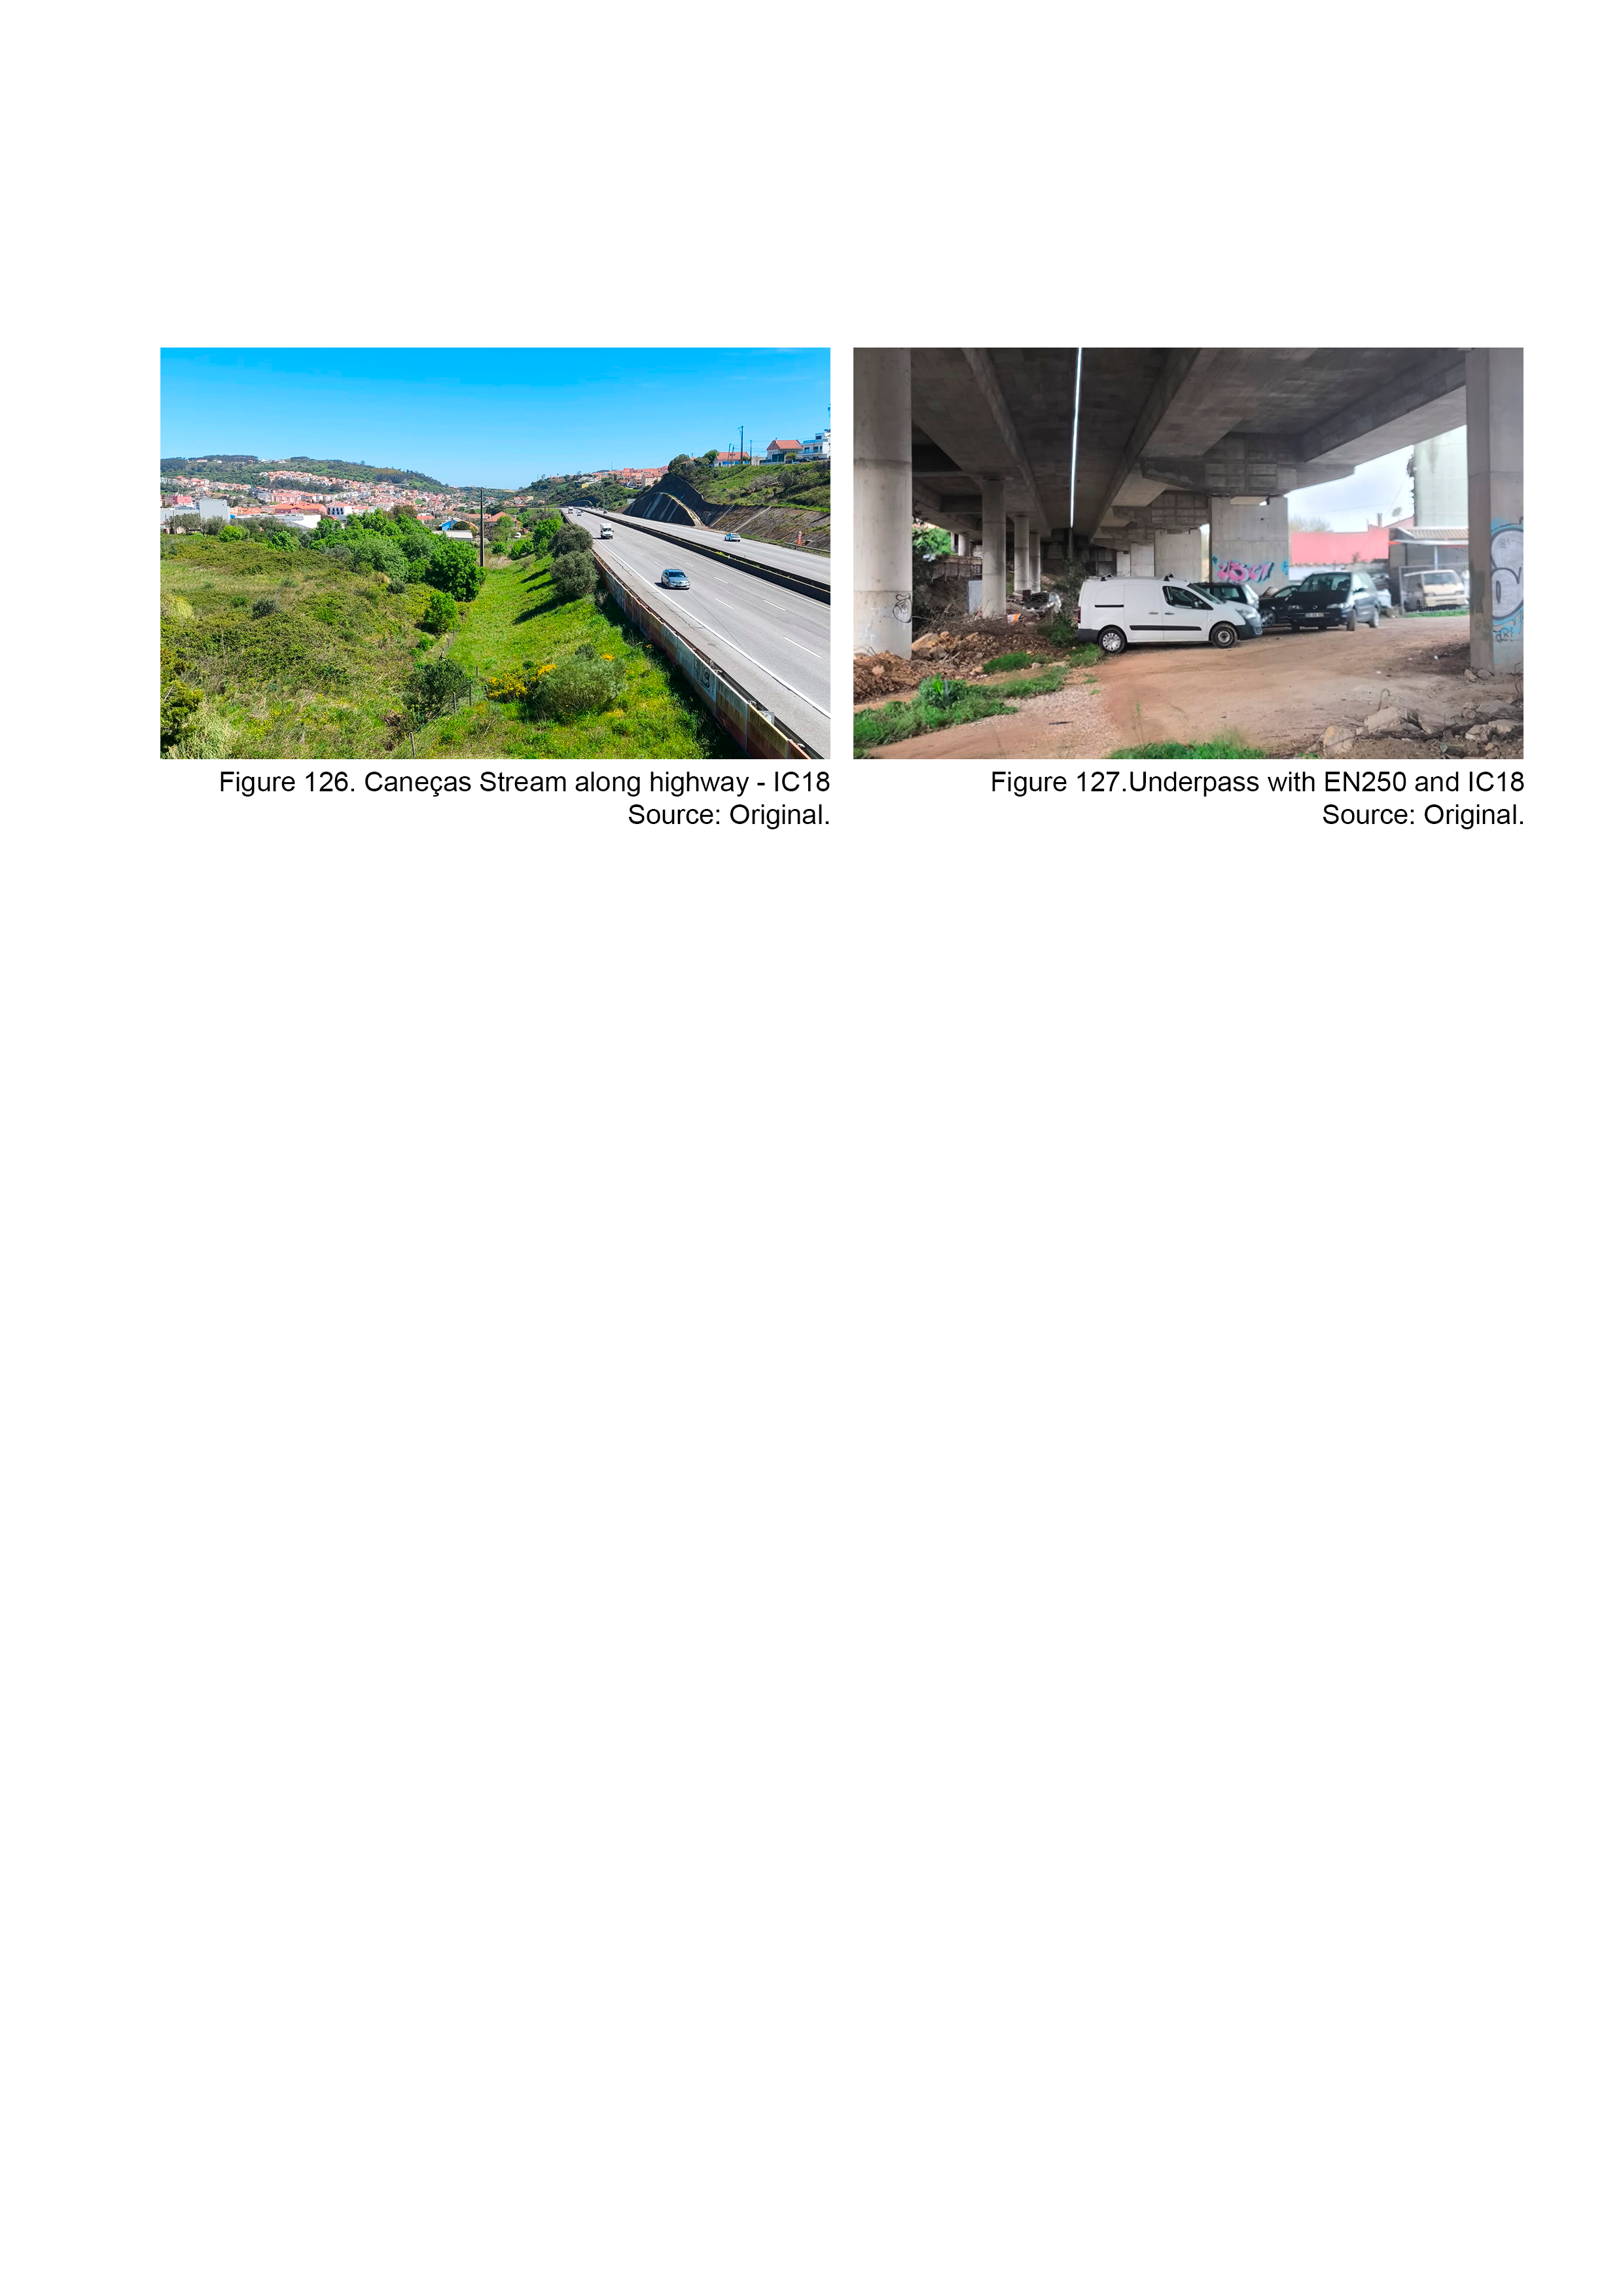 Figure 126. Caneças Stream along highway - IC18
Source: Original.
Figure 127.Underpass with EN250 and IC18
Source: Original.